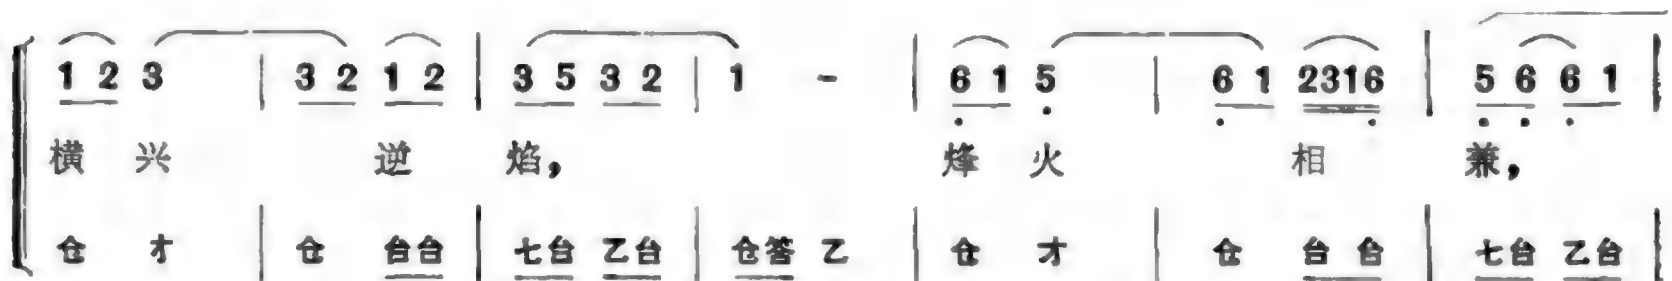 1 2 3 | 3 2 1 2 | 3 5 3 2 | 1 - | 6 1 5 | 6 1 2316 | 5 6 6 1 |
横 兴 逆 焰， 烽 火 相 兼，
仓 才 | 仓 台台 | 七台 乙台 | 仓答 乙 | 仓 才 | 仓 台 台 | 七台 乙台 |